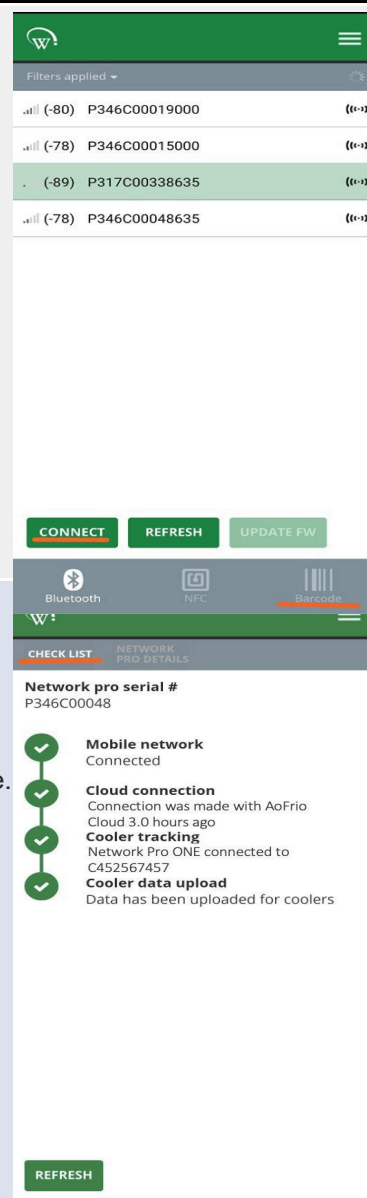 W
Filters applied
(-80) P346C00019000
(-78) P346C00015000
(-89) P317C00338635
(-78) P346C00048635
CONNECT REFRESH UPDATE FW
Bluetooth NFC Barcode
W
CHECK LIST NETWORK PRO DETAILS
Network pro serial #
P346C00048
Mobile network
Connected
e.
Cloud connection
Connection was made with AoFrio
Cloud 3.0 hours ago
Cooler tracking
Network Pro ONE connected to
C452567457
Cooler data upload
Data has been uploaded for coolers
REFRESH